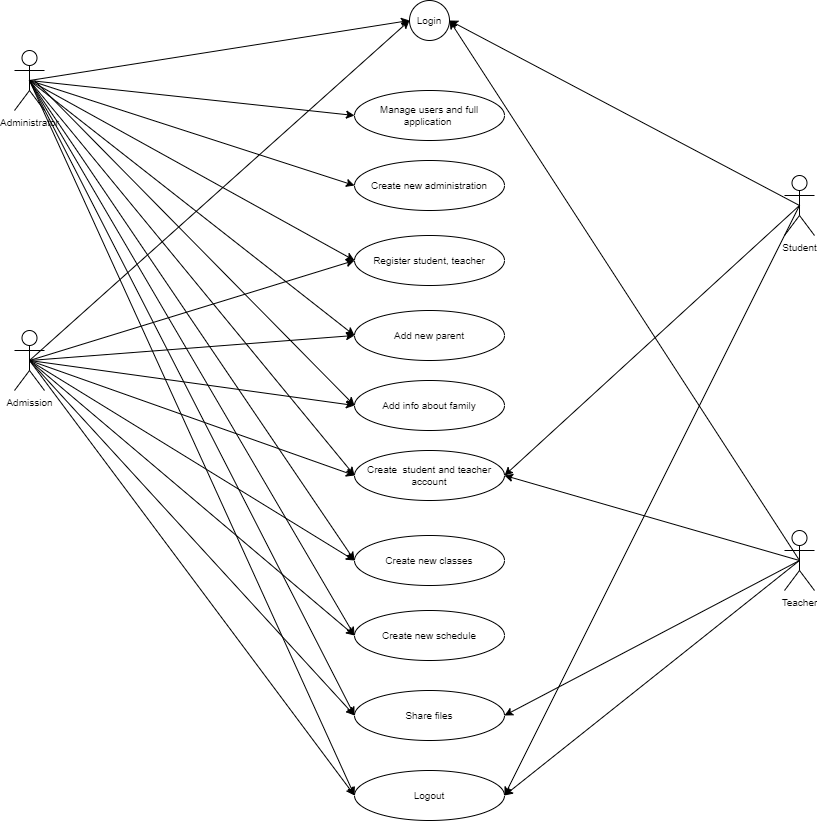 Login
Administrator
Manage users and full
application
Create new administration
Student
Register student, teacher
Add new parent
Admission
Add info about family
Create  student and teacher
account
Create new classes
Teacher
Create new schedule
Share files
Logout